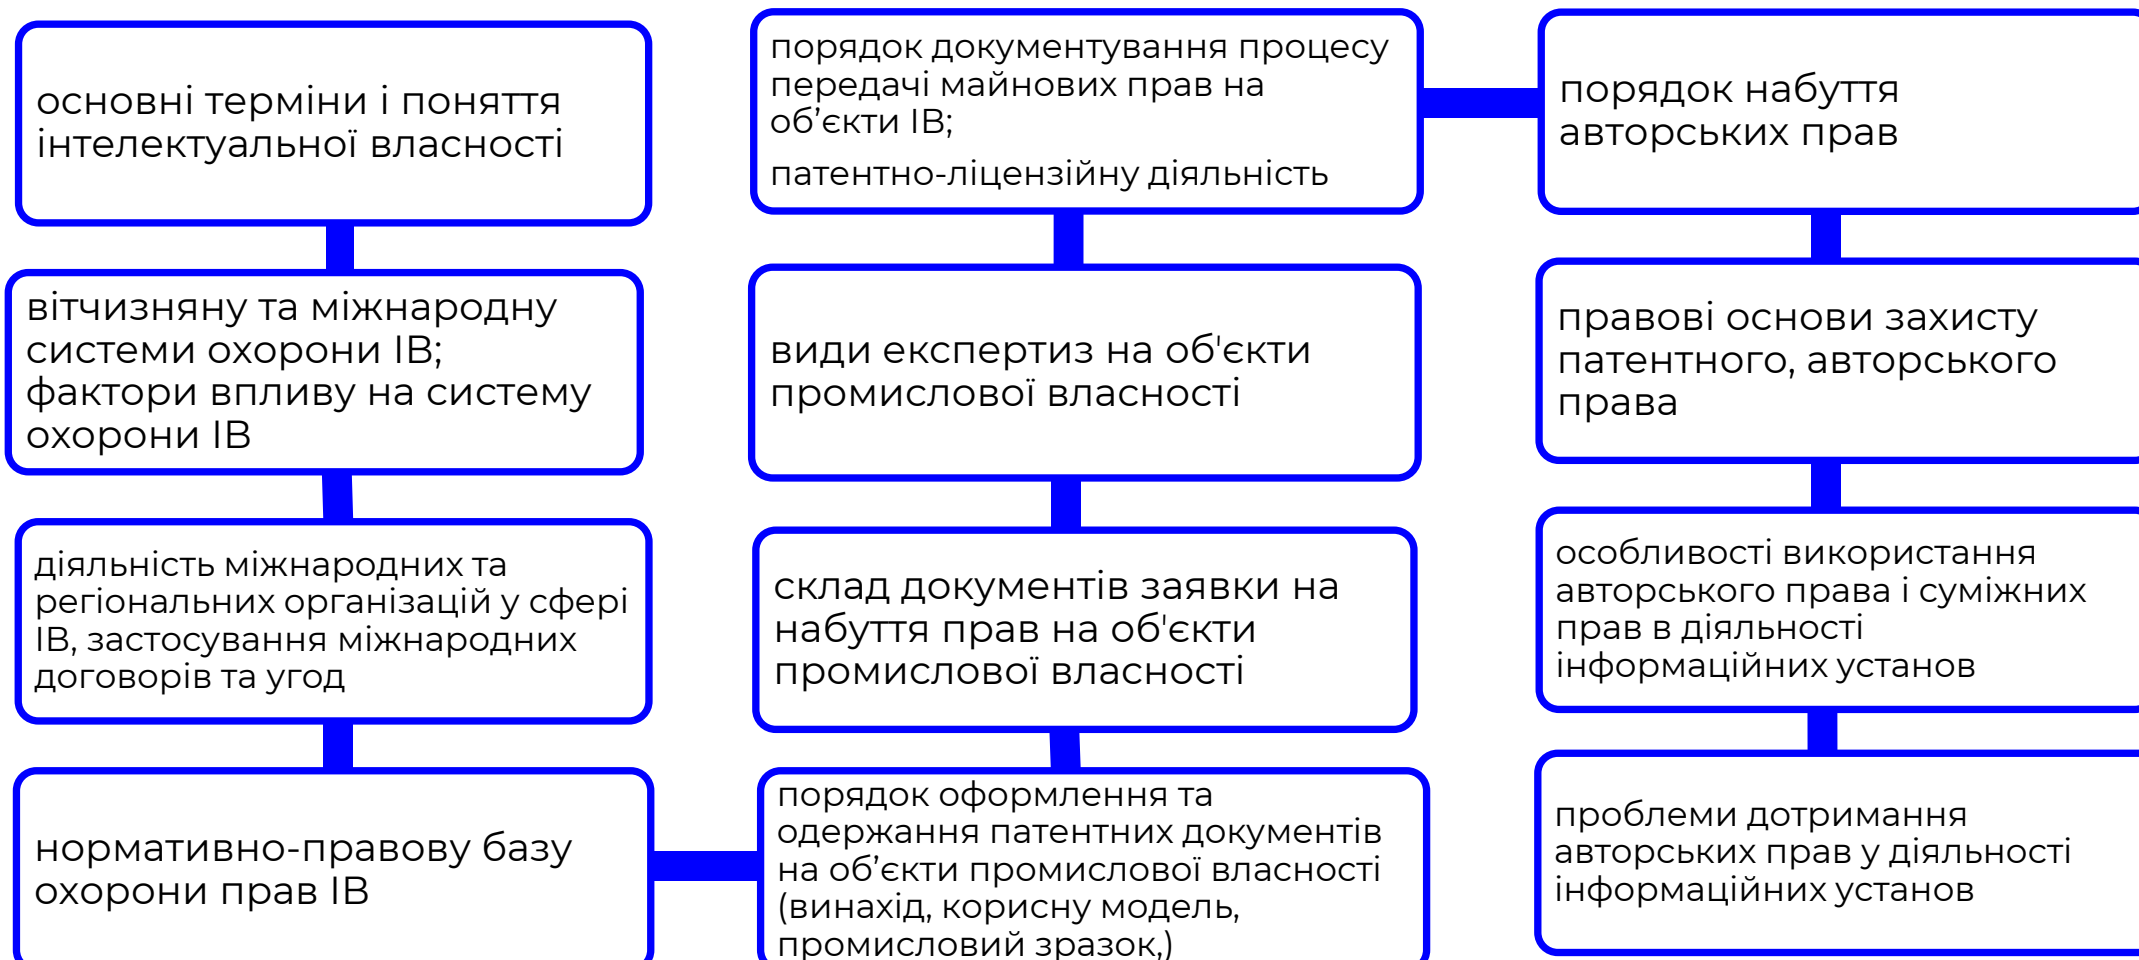 основні терміни і поняття
інтелектуальної власності
вітчизняну та міжнародну
системи охорони ІВ;
фактори впливу на систему
охорони ІВ
діяльність міжнародних та
регіональних організацій у сфері
ІВ, застосування міжнародних
договорів та угод
нормативно-правову базу
охорони прав ІВ
порядок оформлення та
одержання патентних документів
на об’єкти промислової власності
(винахід, корисну модель,
промисловий зразок,)
склад документів заявки на
набуття прав на об'єкти
промислової власності
види експертиз на об'єкти
промислової власності
порядок документування процесу
передачі майнових прав на
об’єкти ІВ;
патентно-ліцензійну діяльність
порядок набуття
авторських прав
правові основи захисту
патентного, авторського
права
особливості використання
авторського права і суміжних
прав в діяльності
інформаційних установ
проблеми дотримання
авторських прав у діяльності
інформаційних установ